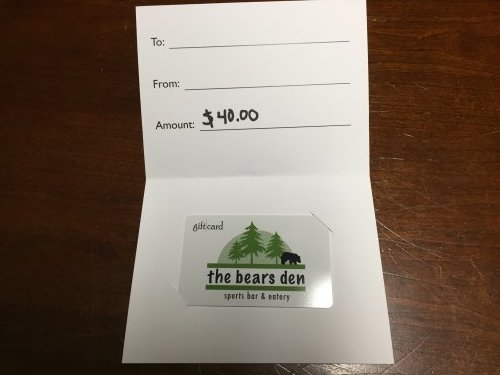 To:
From:
Amount: $40.00
gift card
the bears den
sports bar & eatery